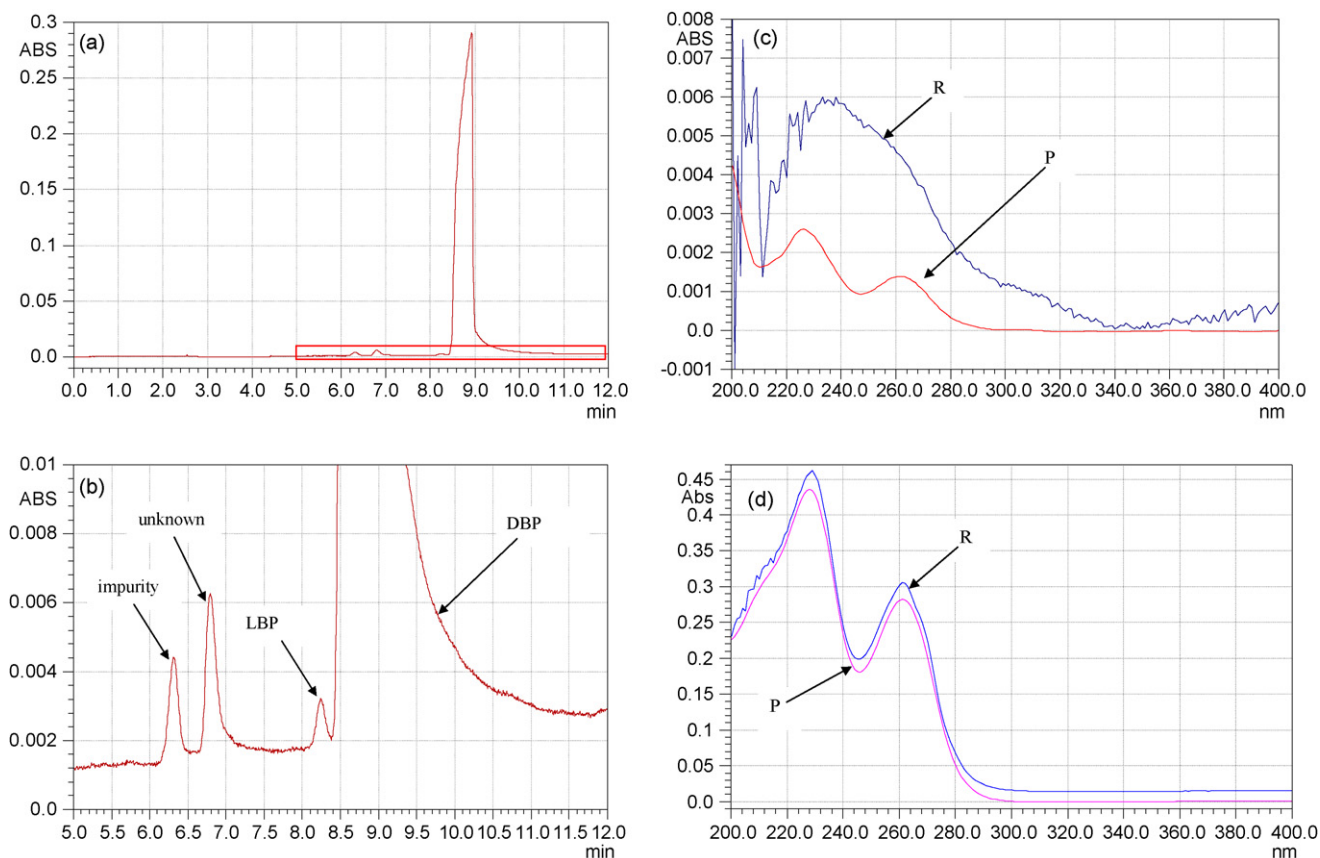 (a)
0.3
ABS
0.25
0.2
0.15
0.1
0.05
0.0
0.0 1.0 2.0 3.0 4.0 5.0 6.0 7.0 8.0 9.0 10.0 11.0 12.0
min
(b)
0.01
ABS
0.008
0.006
0.004
0.002
0.0
unknown
impurity
LBP
DBP
5.0 5.5 6.0 6.5 7.0 7.5 8.0 8.5 9.0 9.5 10.0 10.5 11.0 11.5 12.0
min
(c)
0.008
ABS
0.007
0.006
0.005
0.004
0.003
0.002
0.001
0.0
-0.001
R
P
200.0 220.0 240.0 260.0 280.0 300.0 320.0 340.0 360.0 380.0 400.0
nm
(d)
0.45
Abs
0.4
0.35
0.3
0.25
0.2
0.15
0.1
0.05
0.0
R
P
200.0 220.0 240.0 260.0 280.0 300.0 320.0 340.0 360.0 380.0 400.0
nm